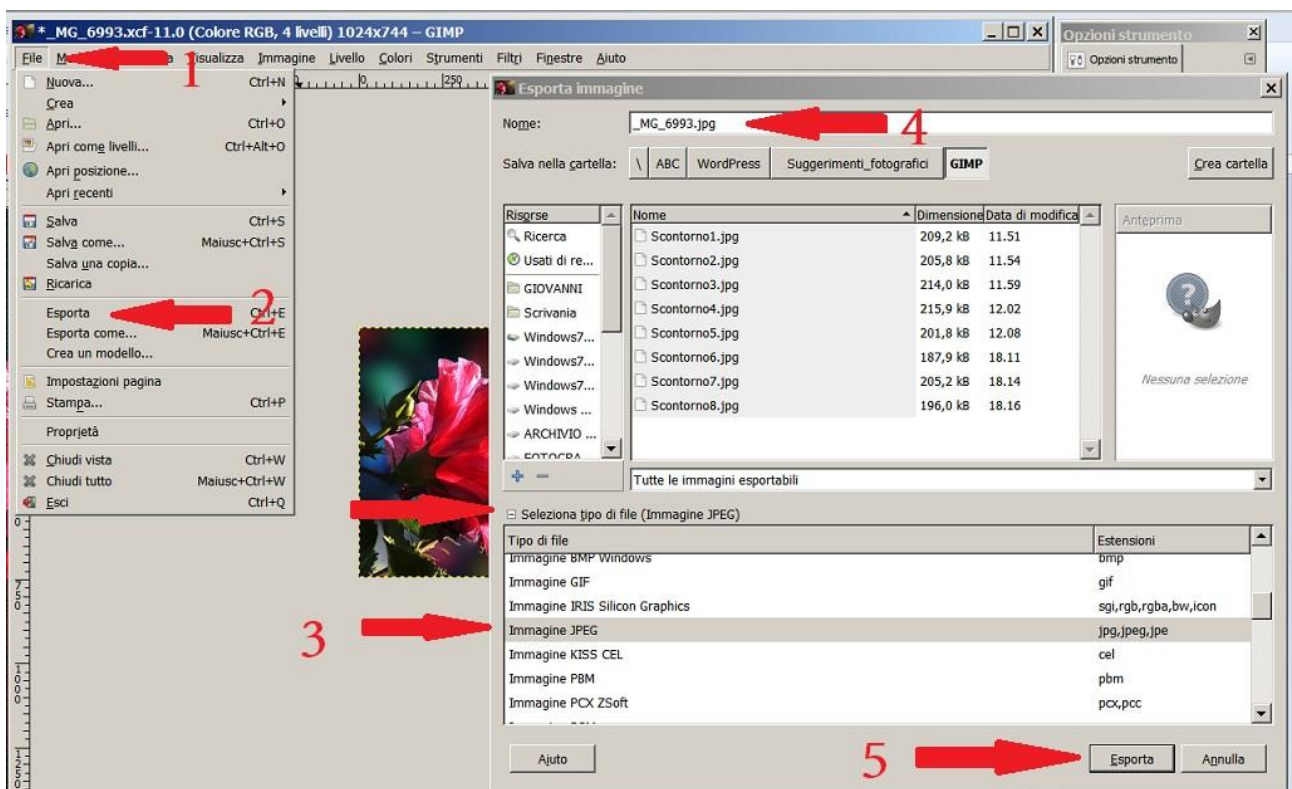 *_MG_6993.xcf-11.0 (Colore RGB, 4 livelli) 1024x744 – GIMP
File Visualizza Immagine Livello Colori Strumenti Filtri Finestre Aiuto
1
Nuova... Ctrl+N
Crea
Apri... Ctrl+O
Apri come livelli... Ctrl+Alt+O
Apri posizione...
Apri recenti
Salva Ctrl+S
Salva come... Maiusc+Ctrl+S
Salva una copia...
Ricarica
Esporta Ctrl+E
2
Esporta come... Maiusc+Ctrl+E
Crea un modello...
Impostazioni pagina
Stampa... Ctrl+P
Proprietà
Chiudi vista Ctrl+W
Chiudi tutto Maiusc+Ctrl+W
Esci Ctrl+Q
0 250
0
750
1000
1250
Opzioni strumento
Opzioni strumento
Esporta immagine
Nome: _MG_6993.jpg
4
Salva nella cartella: \ ABC WordPress Suggerimenti_fotografici GIMP Crea cartella
Risorse
Ricerca
Usati di re...
GIOVANNI
Scrivania
Windows7...
Windows7...
Windows7...
Windows ...
ARCHIVIO ...
Nome Dimensione Data di modifica
Scontorno1.jpg 209,2 kB 11.51
Scontorno2.jpg 205,8 kB 11.54
Scontorno3.jpg 214,0 kB 11.59
Scontorno4.jpg 215,9 kB 12.02
Scontorno5.jpg 201,8 kB 12.08
Scontorno6.jpg 187,9 kB 18.11
Scontorno7.jpg 205,2 kB 18.14
Scontorno8.jpg 196,0 kB 18.16
Anteprima
Nessuna selezione
Tutte le immagini esportabili
Seleziona tipo di file (Immagine JPEG)
Tipo di file Estensioni
Immagine BMP Windows bmp
Immagine GIF gif
Immagine IRIS Silicon Graphics sgi,rgb,rgba,bw,icon
3
Immagine JPEG jpg,jpeg,jpe
Immagine KISS CEL cel
Immagine PBM pbm
Immagine PCX ZSoft pcx,pcc
5
Aiuto Esporta Annulla